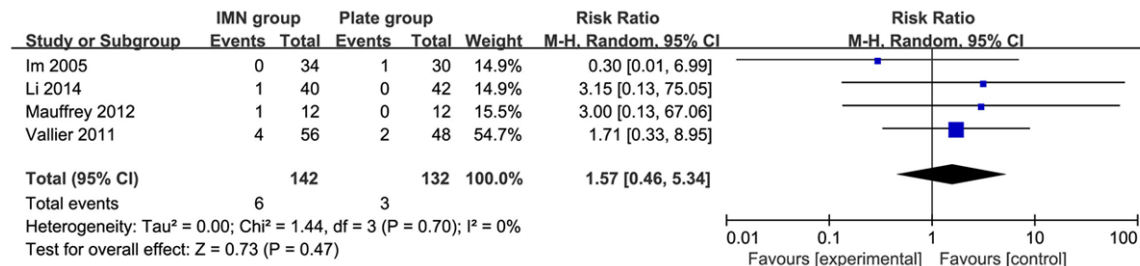 IMN group Plate group Risk Ratio Risk Ratio
Study or Subgroup Events Total Events Total Weight M-H, Random, 95% CI M-H, Random, 95% CI
Im 2005 0 34 1 30 14.9% 0.30 [0.01, 6.99]
Li 2014 1 40 0 42 14.9% 3.15 [0.13, 75.05]
Mauffrey 2012 1 12 0 12 15.5% 3.00 [0.13, 67.06]
Vallier 2011 4 56 2 48 54.7% 1.71 [0.33, 8.95]
Total (95% CI) 142 132 100.0% 1.57 [0.46, 5.34]
Total events 6 3
Heterogeneity: Tau² = 0.00; Chi² = 1.44, df = 3 (P = 0.70); I² = 0%
Test for overall effect: Z = 0.73 (P = 0.47)
0.01 0.1 1 10 100
Favours [experimental] Favours [control]